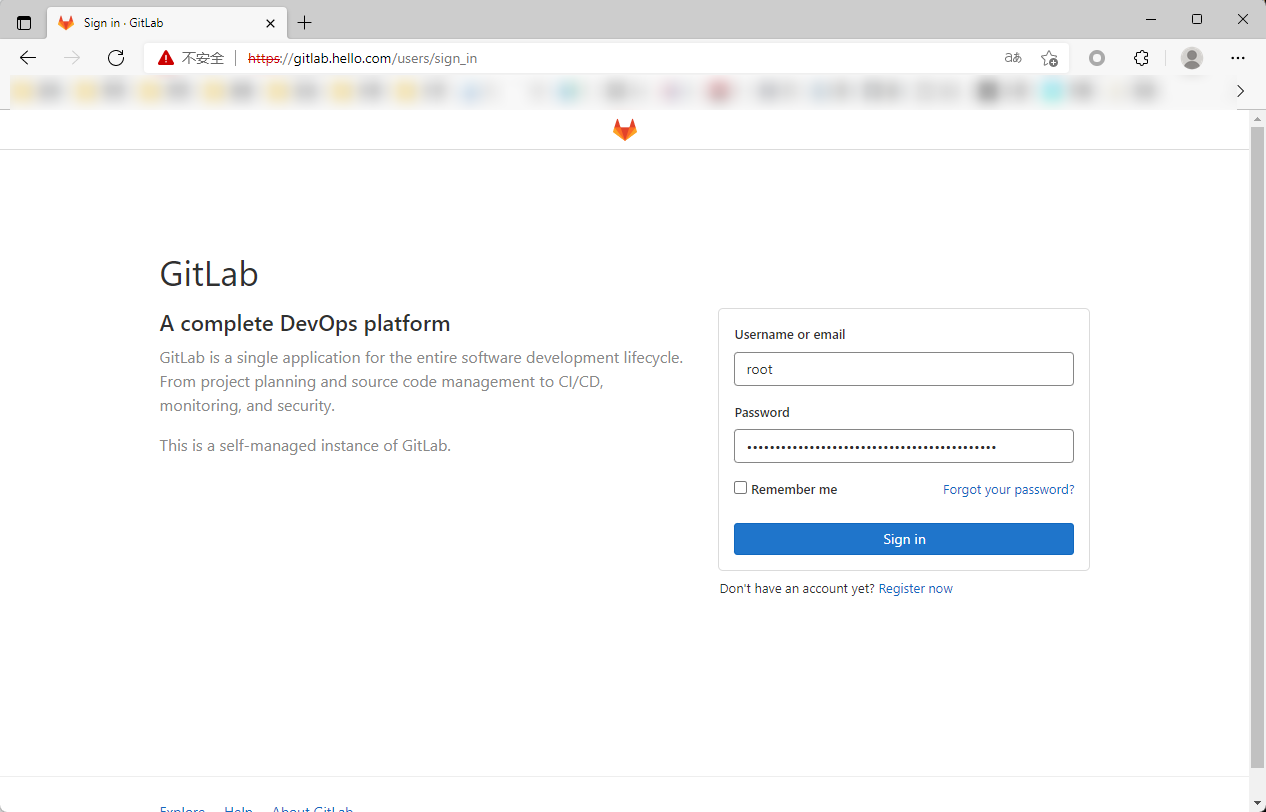 Sign in · GitLab
不安全 https://gitlab.hello.com/users/sign_in aあ
GitLab
A complete DevOps platform
GitLab is a single application for the entire software development lifecycle.
From project planning and source code management to CI/CD,
monitoring, and security.
This is a self-managed instance of GitLab.
Username or email
root
Password
Remember me Forgot your password?
Sign in
Don't have an account yet? Register now
Explore Help About GitLab